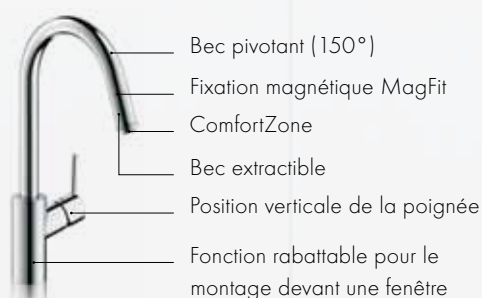 Bec pivotant (150°)
Fixation magnétique MagFit
ComfortZone
Bec extractible
Position verticale de la poignée
Fonction rabattable pour le
montage devant une fenêtre